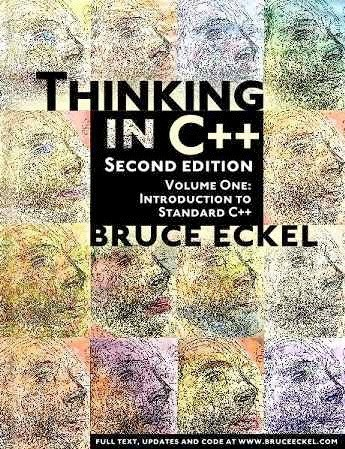 THINKING
IN C++
SECOND EDITION
VOLUME ONE:
INTRODUCTION TO
STANDARD C++
BRUCE ECKEL
FULL TEXT, UPDATES AND CODE AT WWW.BRUCEECKEL.COM